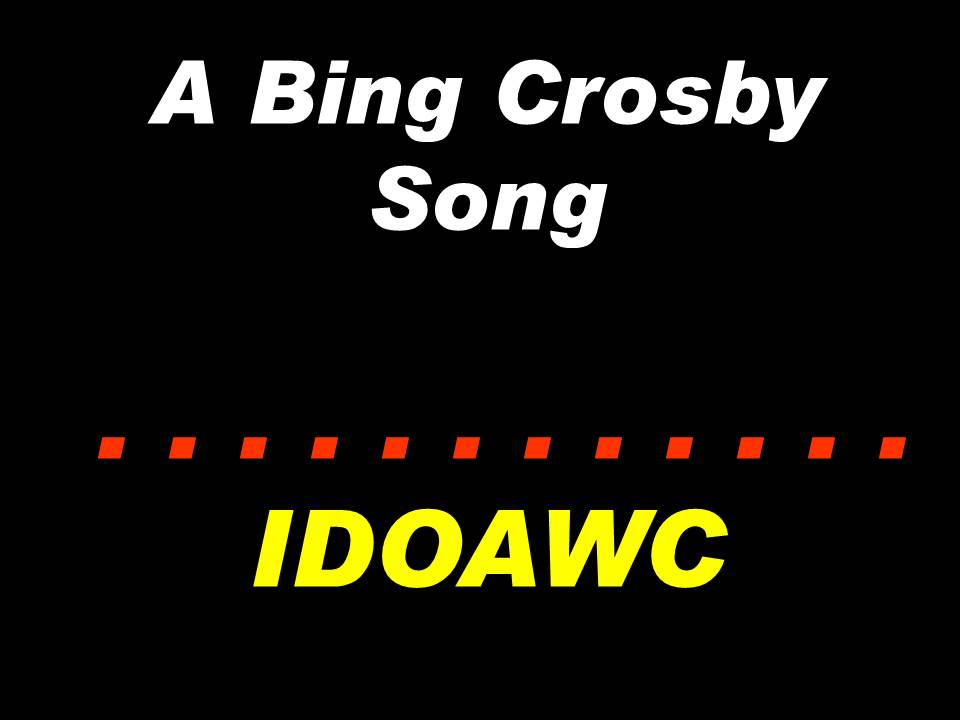 A Bing Crosby
Song
. . . . . . . . . . . .
IDOAWC